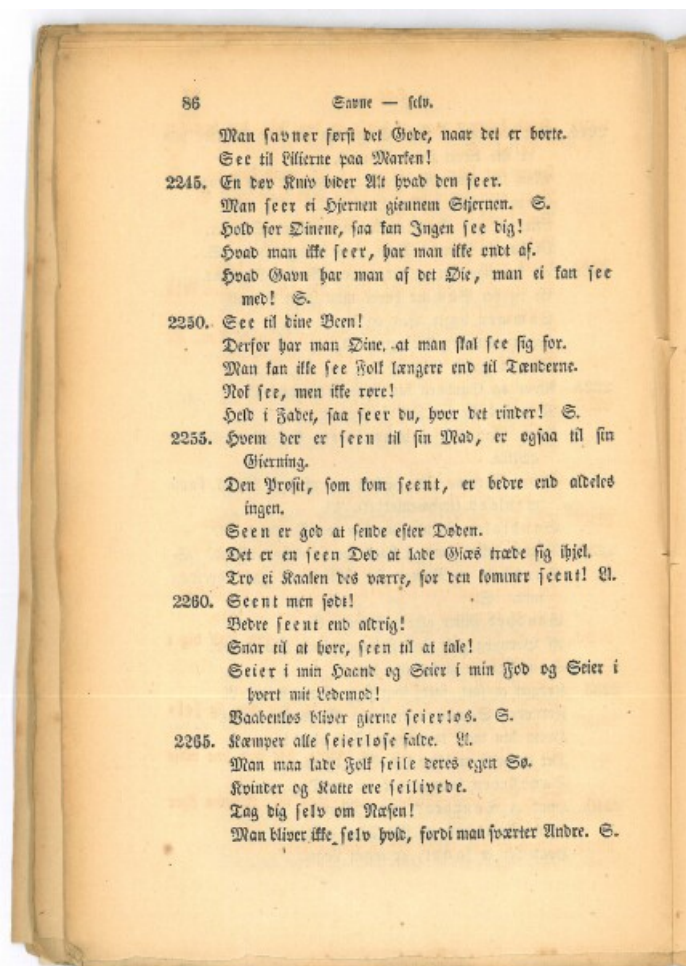 86 Savne — selv.
Man savner først det Gode, naar det er borte.
See til Lilierne paa Marken!
2245. En døv Kniv bider Alt hvad den seer.
Man seer ei Hjernen giennem Stjernen. S.
Hold for Øinene, saa kan Ingen see dig!
Hvad man ikke seer, har man ikke ondt af.
Hvad Gavn har man af det Øie, man ei kan see
med! S.
2250. See til dine Been!
Derfor har man Øine, at man skal see sig for.
Man kan ikke see Folk længere end til Tænderne.
Nok see, men ikke røre!
Held i Fadet, saa seer du, hvor det rinder! S.
2255. Hvem der er seen til sin Mad, er ogsaa til sin
Gierning.
Den Profit, som kom seent, er bedre end aldeles
ingen.
Seen er god at sende efter Døden.
Det er en seen Død at lade Giæs træde sig ihjel.
Tro ei Kaalen des værre, for den kommer seent! A.
2260. Seent men sødt!
Bedre seent end aldrig!
Snar til at høre, seen til at tale!
Seier i min Haand og Seier i min Fod og Seier i
hvert mit Ledemod!
Vaabenløs bliver gierne seierløs. S.
2265. Kæmper alle seierløse falde. A.
Man maa lade Folk seile deres egen Sø.
Kvinder og Katte ere seilivede.
Tag dig selv om Næsen!
Man bliver ikke selv hvid, fordi man sværter Andre. S.